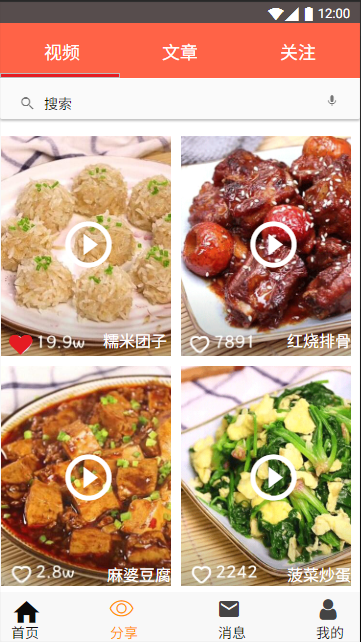 12:00
视频 文章 关注
搜索
19.9w 糯米团子 7891 红烧排骨
2.8w 麻婆豆腐 2242 菠菜炒蛋
首页 分享 消息 我的